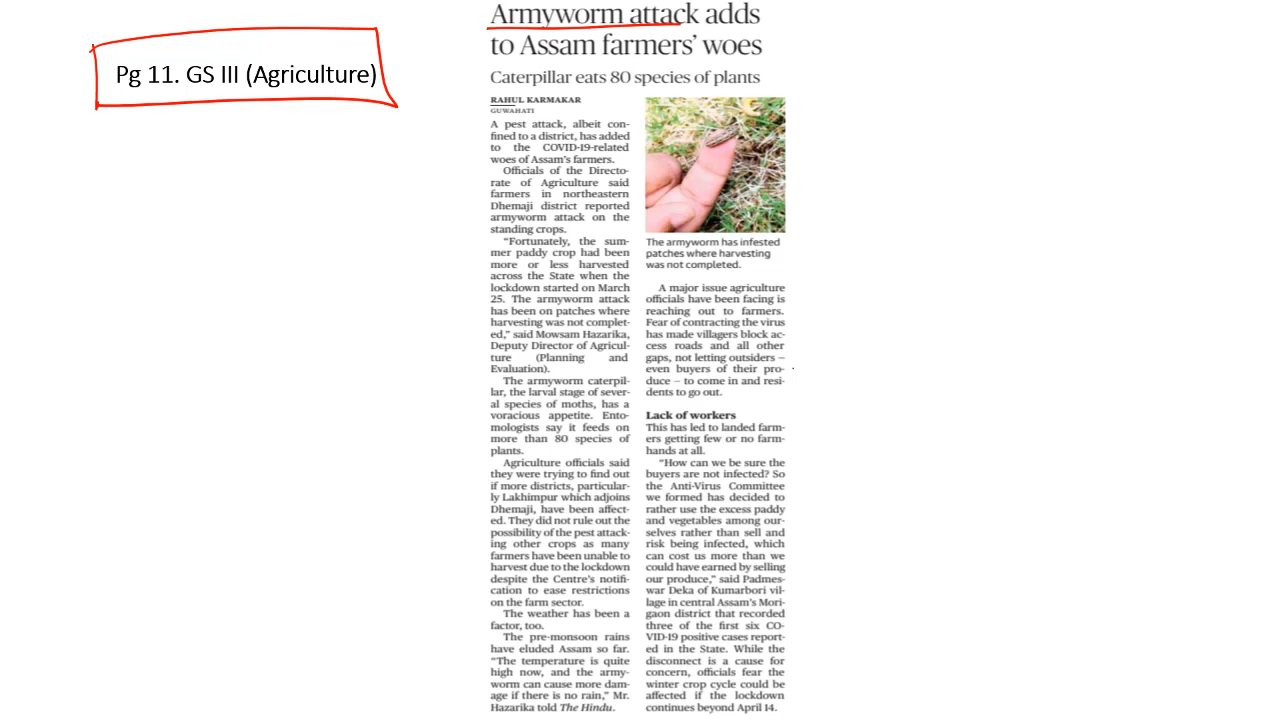 Pg 11. GS III (Agriculture)
Armyworm attack adds
to Assam farmers’ woes
Caterpillar eats 80 species of plants
RAHUL KARMAKAR
GUWAHATI
A pest attack, albeit con-
fined to a district, has added
to the COVID-19-related
woes of Assam’s farmers.
Officials of the Directo-
rate of Agriculture said
farmers in northeastern
Dhemaji district reported
armyworm attack on the
standing crops.
“Fortunately, the sum-
mer paddy crop had been
more or less harvested
across the State when the
lockdown started on March
25. The armyworm attack
has been on patches where
harvesting was not complet-
ed,” said Mowsam Hazarika,
Deputy Director of Agricul-
ture (Planning and
Evaluation).
The armyworm caterpil-
lar, the larval stage of sever-
al species of moths, has a
voracious appetite. Ento-
mologists say it feeds on
more than 80 species of
plants.
Agriculture officials said
they were trying to find out
if more districts, particular-
ly Lakhimpur which adjoins
Dhemaji, have been affect-
ed. They did not rule out the
possibility of the pest attack-
ing other crops as many
farmers have been unable to
harvest due to the lockdown
despite the Centre’s notifi-
cation to ease restrictions
on the farm sector.
The weather has been a
factor, too.
The pre-monsoon rains
have eluded Assam so far.
“The temperature is quite
high now, and the army-
worm can cause more dam-
age if there is no rain,” Mr.
Hazarika told The Hindu.
The armyworm has infested
patches where harvesting
was not completed.
A major issue agriculture
officials have been facing is
reaching out to farmers.
Fear of contracting the virus
has made villagers block ac-
cess roads and all other
gaps, not letting outsiders –
even buyers of their pro-
duce – to come in and resi-
dents to go out.
Lack of workers
This has led to landed farm-
ers getting few or no farm-
hands at all.
“How can we be sure the
buyers are not infected? So
the Anti-Virus Committee
we formed has decided to
rather use the excess paddy
and vegetables among our-
selves rather than sell and
risk being infected, which
can cost us more than we
could have earned by selling
our produce,” said Padmes-
war Deka of Kumarbori vil-
lage in central Assam’s Mori-
gaon district that recorded
three of the first six CO-
VID-19 positive cases report-
ed in the State. While the
disconnect is a cause for
concern, officials fear the
winter crop cycle could be
affected if the lockdown
continues beyond April 14.